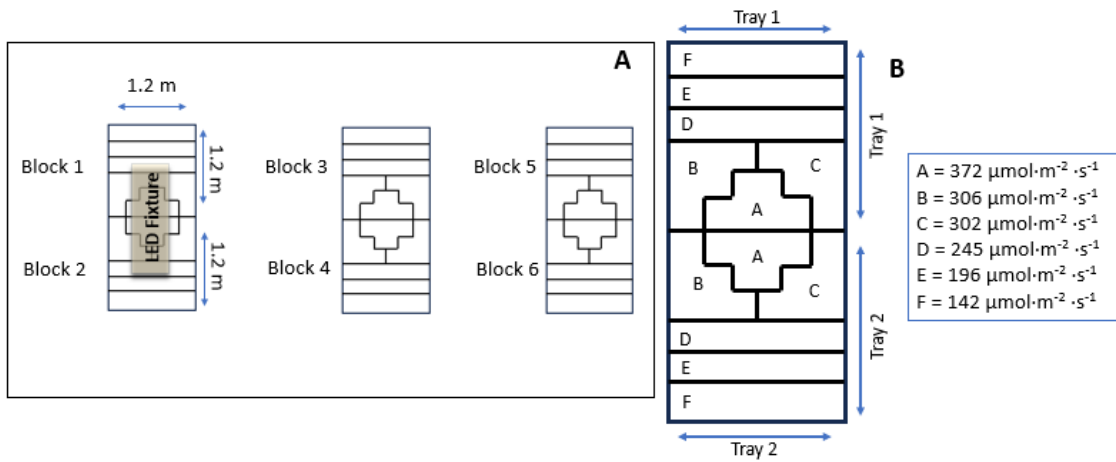 A
1.2 m
Block 1
1.2 m
LED Fixture
1.2 m
Block 2
Block 3
Block 4
Block 5
Block 6
Tray 1
B
F
E
D
B
C
A
A
B
C
D
E
F
Tray 1
Tray 2
Tray 2
A = 372 µmol·m⁻² ·s⁻¹
B = 306 µmol·m⁻² ·s⁻¹
C = 302 µmol·m⁻² ·s⁻¹
D = 245 µmol·m⁻² ·s⁻¹
E = 196 µmol·m⁻² ·s⁻¹
F = 142 µmol·m⁻² ·s⁻¹